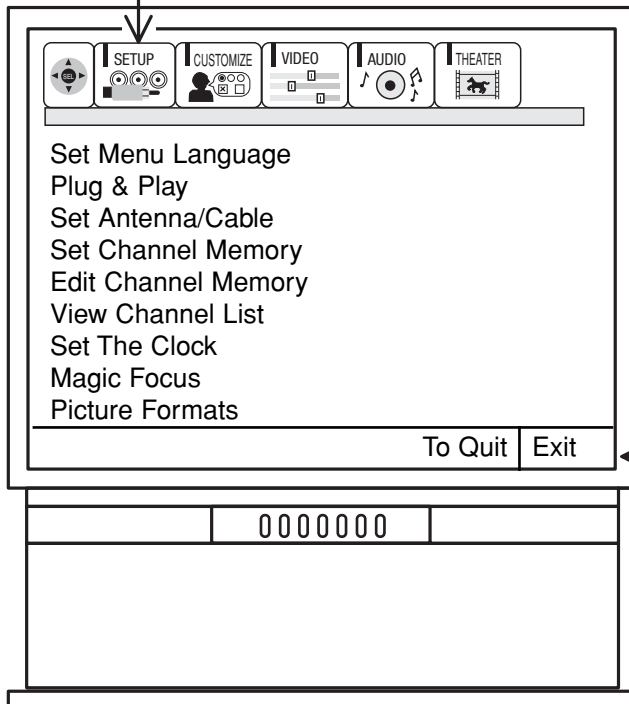 SEL SETUP CUSTOMIZE VIDEO AUDIO THEATER
Set Menu Language
Plug & Play
Set Antenna/Cable
Set Channel Memory
Edit Channel Memory
View Channel List
Set The Clock
Magic Focus
Picture Formats
To Quit Exit